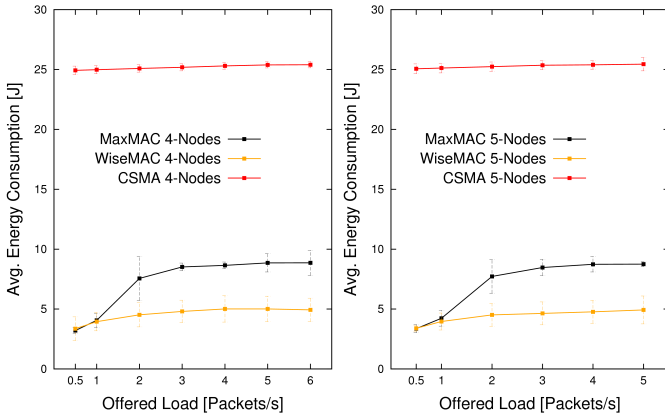 Avg. Energy Consumption [J]
30
25
20
15
10
5
0
MaxMAC 4-Nodes
WiseMAC 4-Nodes
CSMA 4-Nodes
0.5 1 2 3 4 5 6
Offered Load [Packets/s]
Avg. Energy Consumption [J]
30
25
20
15
10
5
0
MaxMAC 5-Nodes
WiseMAC 5-Nodes
CSMA 5-Nodes
0.5 1 2 3 4 5
Offered Load [Packets/s]